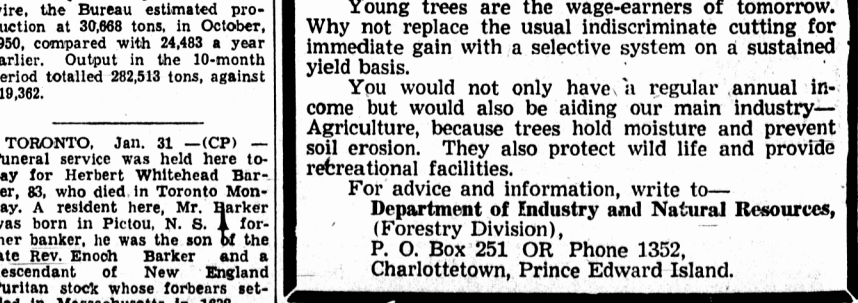 ire, the Bureau estimated pro-
uction at 30,668 tons, in October,
950, compared with 24,483 a year
arlier. Output in the 10-month
eriod totalled 282,513 tons, against
19,362.
TORONTO, Jan. 31 —(CP) —
uneral service was held here to-
ay for Herbert Whitehead Bar-
er, 83, who died in Toronto Mon-
ay. A resident here, Mr. Barker
was born in Pictou, N. S. A for-
ner banker, he was the son of the
ate Rev. Enoch Barker and a
escendant of New England
Puritan stock whose forbears set-
led in Massachusetts in
Young trees are the wage-earners of tomorrow.
Why not replace the usual indiscriminate cutting for
immediate gain with a selective system on a sustained
yield basis.
You would not only have a regular annual in-
come but would also be aiding our main industry—
Agriculture, because trees hold moisture and prevent
soil erosion. They also protect wild life and provide
recreational facilities.
For advice and information, write to—
Department of Industry and Natural Resources,
(Forestry Division),
P. O. Box 251 OR Phone 1352,
Charlottetown, Prince Edward Island.